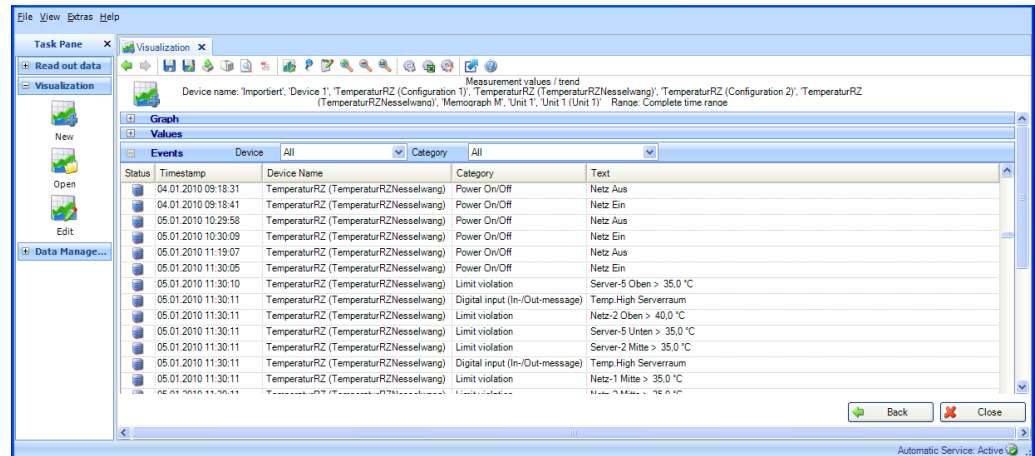 File View Extras Help
Task Pane X
Visualization X
Read out data
Visualization
New
Open
Edit
Data Manage...
Measurement values / trend
Device name: 'Importiert', 'Device 1', 'TemperaturRZ (Configuration 1)', 'TemperaturRZ (TemperaturRZNesselwang)', 'TemperaturRZ (Configuration 2)', 'TemperaturRZ
(TemperaturRZNesselwang)', 'Memograph M', 'Unit 1', 'Unit 1 (Unit 1)' Range: Complete time range
Graph
Values
Events Device All Category All
Status Timestamp Device Name Category Text
04.01.2010 09:18:31 TemperaturRZ (TemperaturRZNesselwang) Power On/Off Netz Aus
04.01.2010 09:18:41 TemperaturRZ (TemperaturRZNesselwang) Power On/Off Netz Ein
05.01.2010 10:29:58 TemperaturRZ (TemperaturRZNesselwang) Power On/Off Netz Aus
05.01.2010 10:30:09 TemperaturRZ (TemperaturRZNesselwang) Power On/Off Netz Ein
05.01.2010 11:19:07 TemperaturRZ (TemperaturRZNesselwang) Power On/Off Netz Aus
05.01.2010 11:30:05 TemperaturRZ (TemperaturRZNesselwang) Power On/Off Netz Ein
05.01.2010 11:30:10 TemperaturRZ (TemperaturRZNesselwang) Limit violation Server-5 Oben > 35,0 °C
05.01.2010 11:30:11 TemperaturRZ (TemperaturRZNesselwang) Digital input (In-/Out-message) Temp.High Serverraum
05.01.2010 11:30:11 TemperaturRZ (TemperaturRZNesselwang) Limit violation Netz-2 Oben > 40,0 °C
05.01.2010 11:30:11 TemperaturRZ (TemperaturRZNesselwang) Limit violation Server-5 Unten > 35,0 °C
05.01.2010 11:30:11 TemperaturRZ (TemperaturRZNesselwang) Limit violation Server-2 Mitte > 35,0 °C
05.01.2010 11:30:11 TemperaturRZ (TemperaturRZNesselwang) Digital input (In-/Out-message) Temp.High Serverraum
05.01.2010 11:30:11 TemperaturRZ (TemperaturRZNesselwang) Limit violation Netz-1 Mitte > 35,0 °C
Back Close
Automatic Service: Active